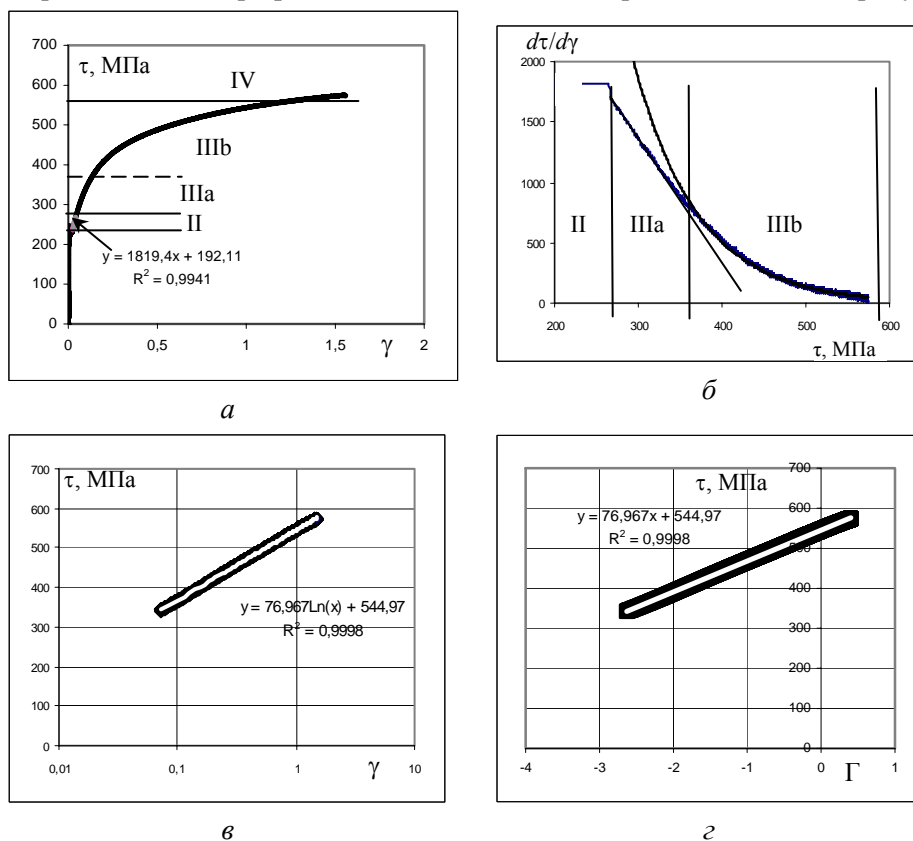 700
600
500
400
300
200
100
0
τ, МПа
IV
IIIb
IIIa
II
y = 1819,4x + 192,11
R² = 0,9941
0 0,5 1 1,5 2
γ
а
dτ/dγ
2000
1500
1000
500
0
II IIIa IIIb
200 300 400 500 600
τ, МПа
б
700
600
500
400
300
200
100
0
τ, МПа
y = 76,967Ln(x) + 544,97
R² = 0,9998
0,01 0,1 1 10
γ
в
τ, МПа
700
600
500
400
300
200
100
0
y = 76,967x + 544,97
R² = 0,9998
-4 -3 -2 -1 0 1
Г
г